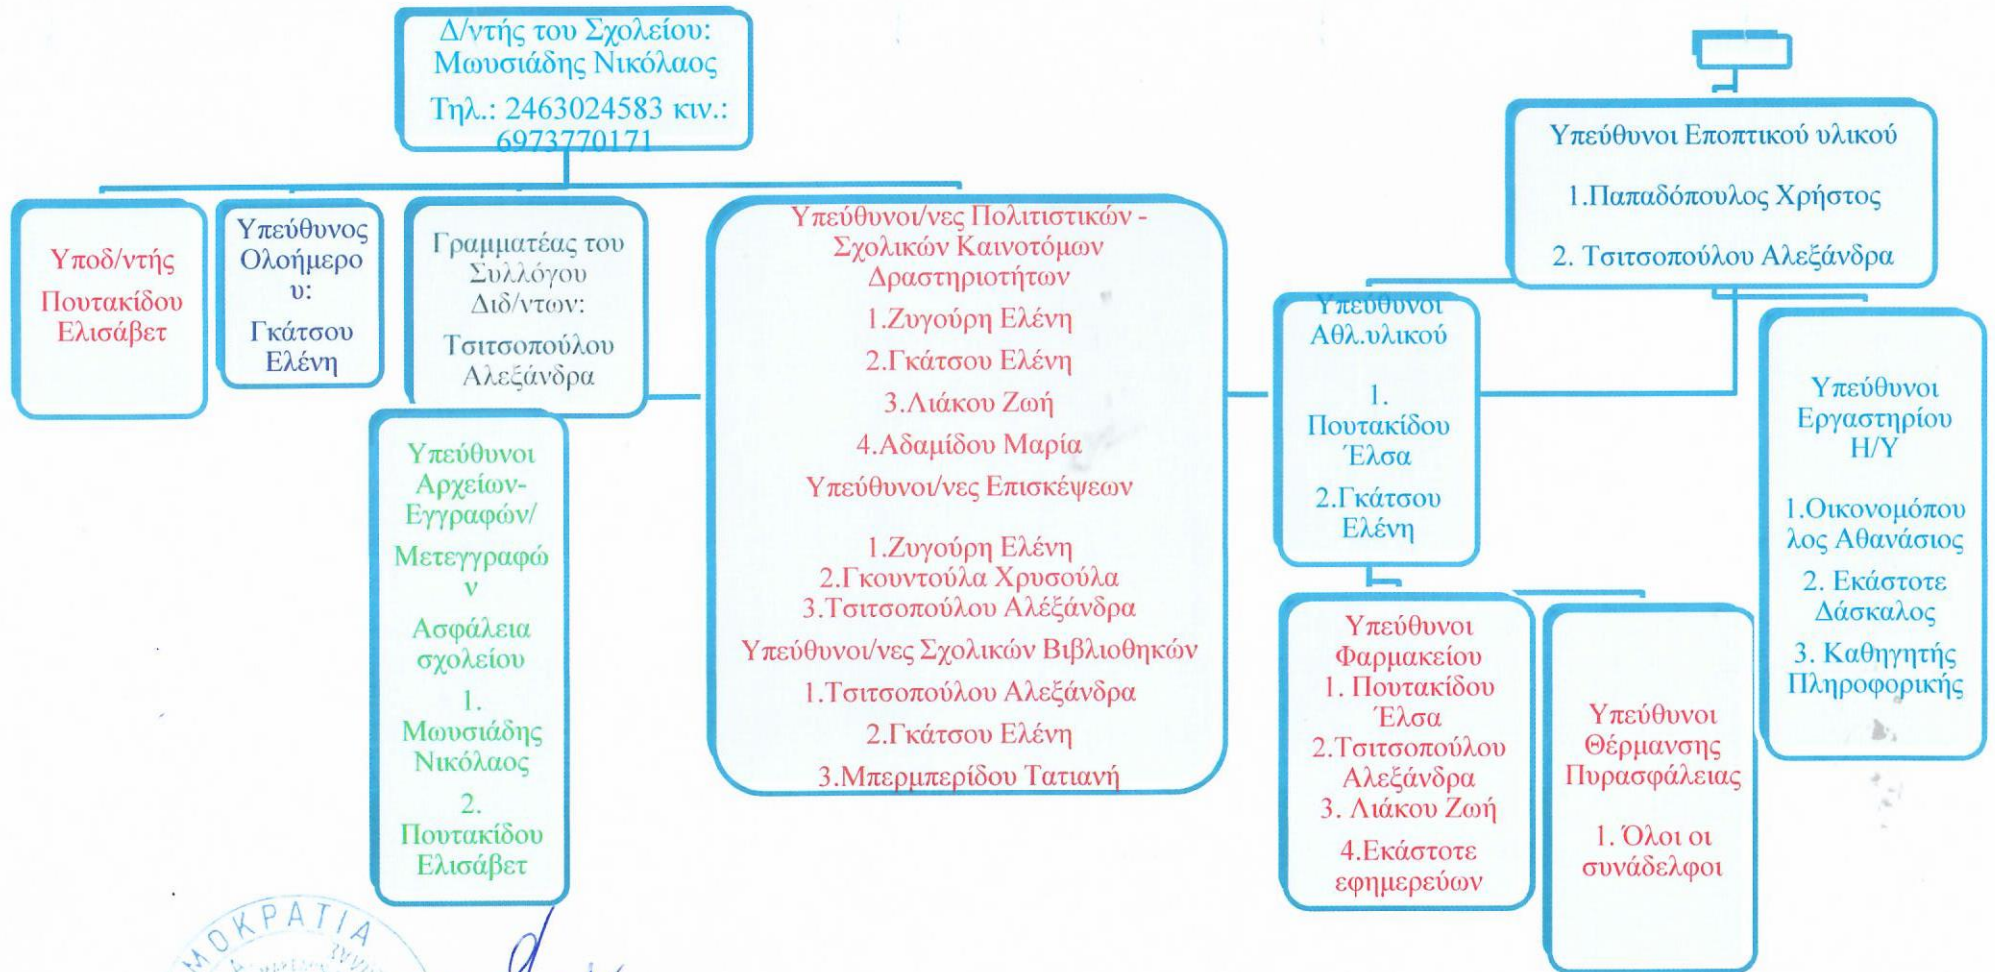 Δ/ντής του Σχολείου:
Μωυσιάδης Νικόλαος
Τηλ.: 2463024583 κιν.:
6973770171
Υποδ/ντής
Πουτακίδου
Ελισάβετ
Υπεύθυνος
Ολοήμερο
υ:
Γκάτσου
Ελένη
Γραμματέας του
Συλλόγου
Διδ/ντων:
Τσιτσοπούλου
Αλεξάνδρα
Υπεύθυνοι
Αρχείων-
Εγγραφών/
Μετεγγραφώ
ν
Ασφάλεια
σχολείου
1.
Μωυσιάδης
Νικόλαος
2.
Πουτακίδου
Ελισάβετ
Υπεύθυνοι/νες Πολιτιστικών -
Σχολικών Καινοτόμων
Δραστηριοτήτων
1.Ζυγούρη Ελένη
2.Γκάτσου Ελένη
3.Λιάκου Ζωή
4.Αδαμίδου Μαρία
Υπεύθυνοι/νες Επισκέψεων
1.Ζυγούρη Ελένη
2.Γκουντούλα Χρυσούλα
3.Τσιτσοπούλου Αλέξάνδρα
Υπεύθυνοι/νες Σχολικών Βιβλιοθηκών
1.Τσιτσοπούλου Αλεξάνδρα
2.Γκάτσου Ελένη
3.Μπερμπερίδου Τατιανή
Υπεύθυνοι Εποπτικού υλικού
1.Παπαδόπουλος Χρήστος
2. Τσιτσοπούλου Αλεξάνδρα
Υπεύθυνοι
Αθλ.υλικού
1.
Πουτακίδου
Έλσα
2.Γκάτσου
Ελένη
Υπεύθυνοι
Εργαστηρίου
Η/Υ
1.Οικονομόπου
λος Αθανάσιος
2. Εκάστοτε
Δάσκαλος
3. Καθηγητής
Πληροφορικής
Υπεύθυνοι
Φαρμακείου
1. Πουτακίδου
Έλσα
2.Τσιτσοπούλου
Αλεξάνδρα
3. Λιάκου Ζωή
4.Εκάστοτε
εφημερεύων
Υπεύθυνοι
Θέρμανσης
Πυρασφάλειας
1. Όλοι οι
συνάδελφοι
ΜΟΚΡΑΤΙΑ